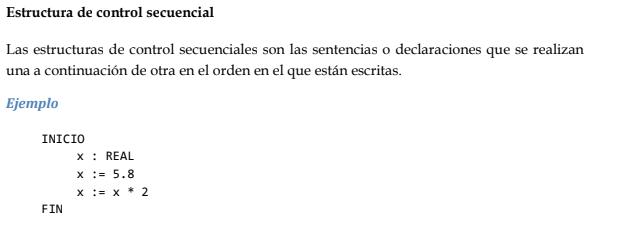 Estructura de control secuencial
Las estructuras de control secuenciales son las sentencias o declaraciones que se realizan
una a continuación de otra en el orden en el que están escritas.
Ejemplo
INICIO
x : REAL
x := 5.8
x := x * 2
FIN